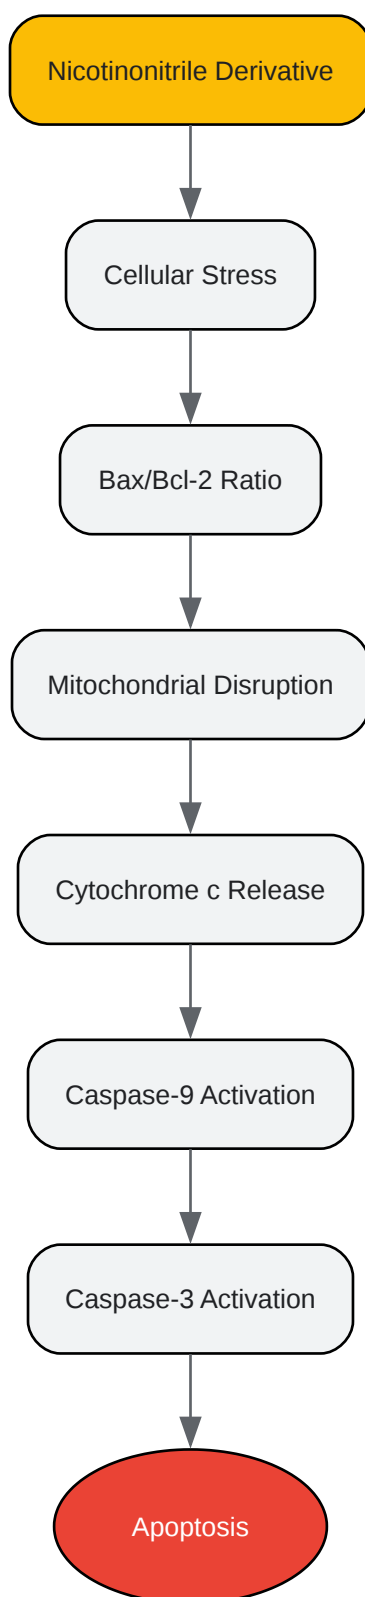 Nicotinonitrile Derivative
Cellular Stress
Bax/Bcl-2 Ratio
Mitochondrial Disruption
Cytochrome c Release
Caspase-9 Activation
Caspase-3 Activation
Apoptosis